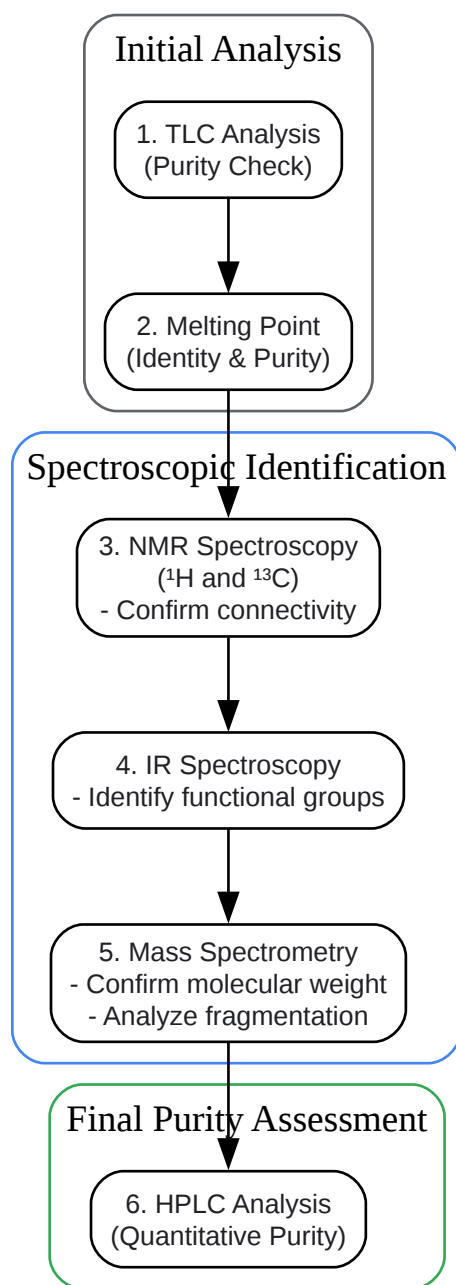 Initial Analysis
1. TLC Analysis
(Purity Check)
2. Melting Point
(Identity & Purity)
Spectroscopic Identification
3. NMR Spectroscopy
(¹H and ¹³C)
- Confirm connectivity
4. IR Spectroscopy
- Identify functional groups
5. Mass Spectrometry
- Confirm molecular weight
- Analyze fragmentation
Final Purity Assessment
6. HPLC Analysis
(Quantitative Purity)